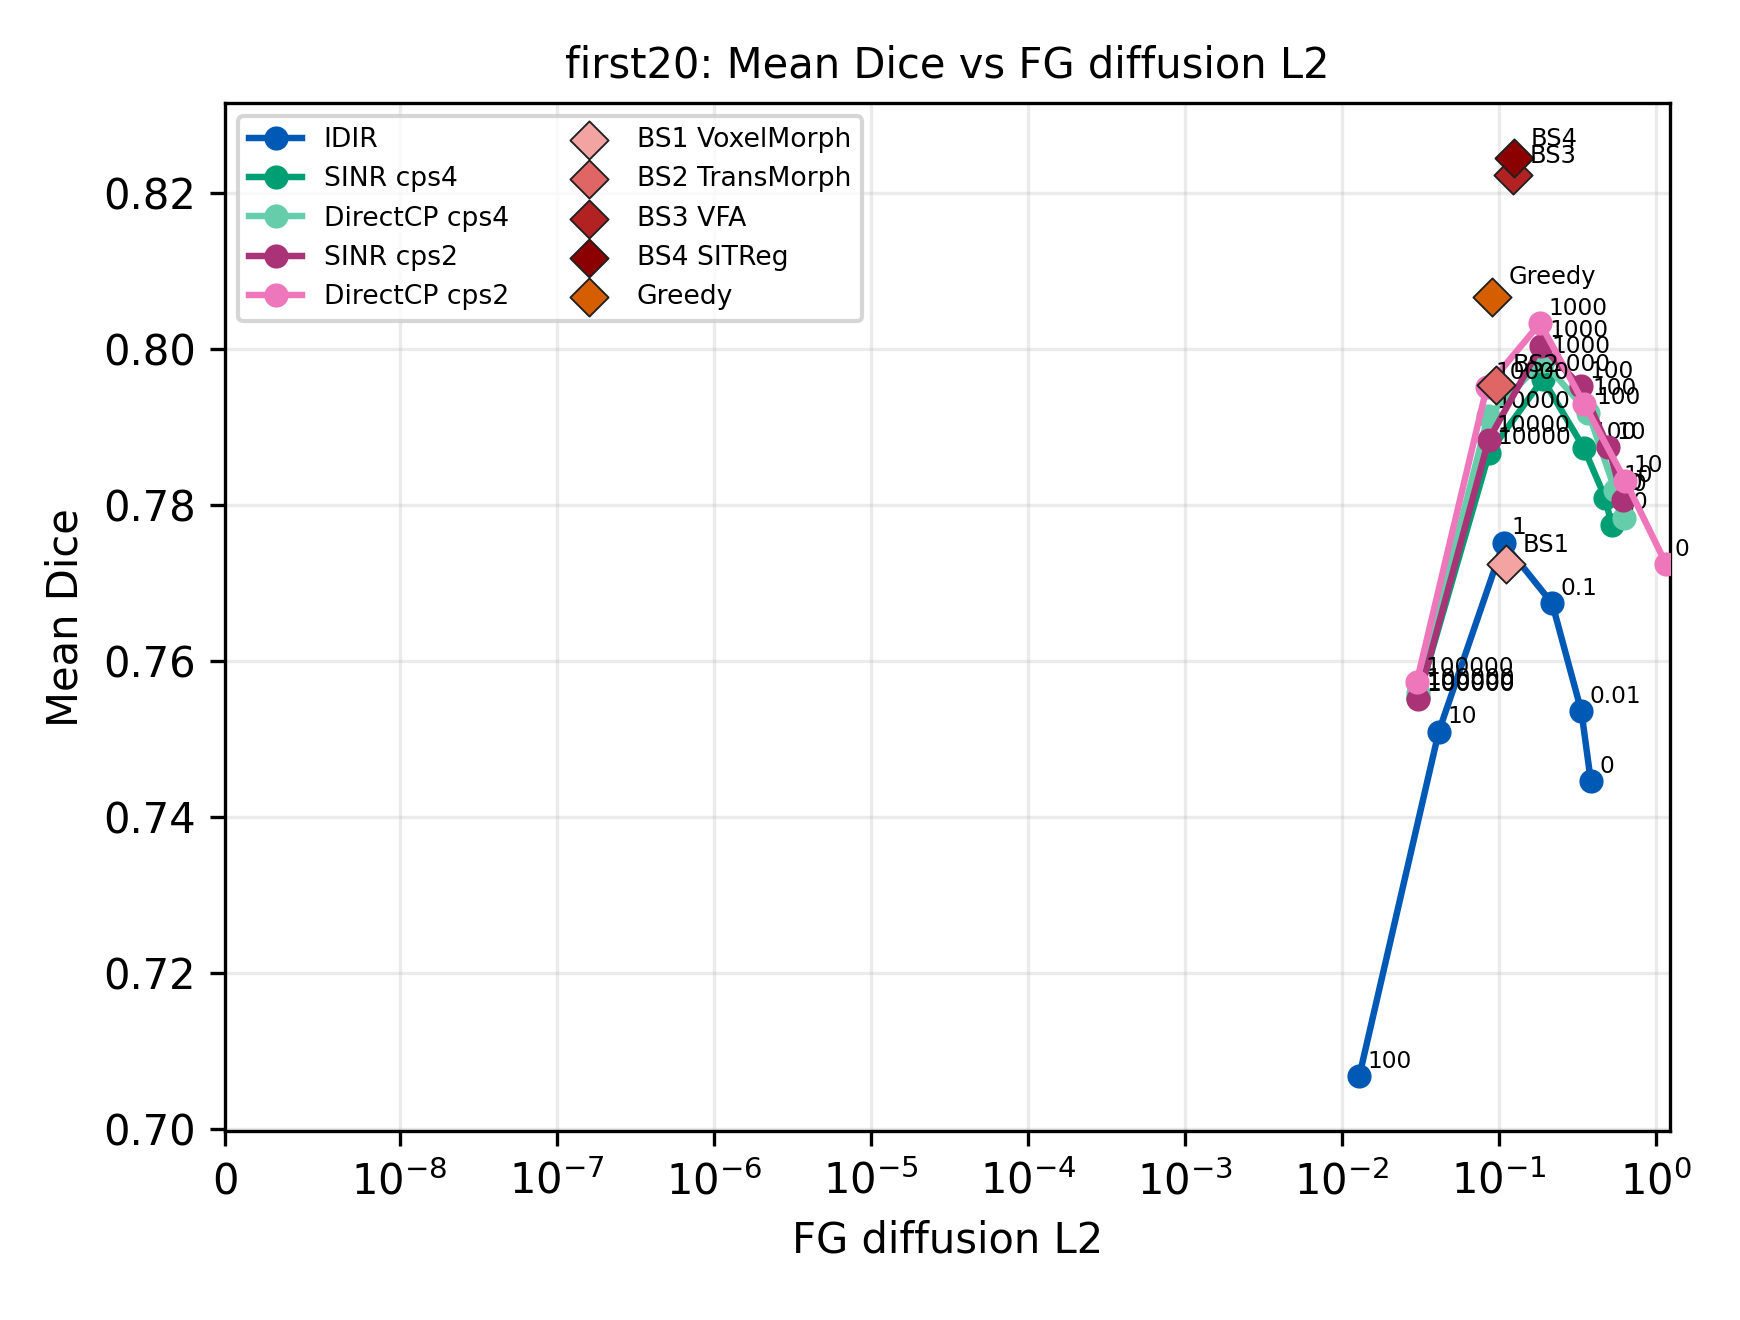 first20: Mean Dice vs FG diffusion L2
IDIR
SINR cps4
DirectCP cps4
SINR cps2
DirectCP cps2
BS1 VoxelMorph
BS2 TransMorph
BS3 VFA
BS4 SITReg
Greedy
BS4
BS3
Greedy
1000
1000
1000
BS2
10000
100
100
10000
100
10000
10
10000
10
1
BS1
0
0.1
100000
100000
0.01
10
0
100
Mean Dice
0.82
0.80
0.78
0.76
0.74
0.72
0.70
0
10⁻⁸
10⁻⁷
10⁻⁶
10⁻⁵
10⁻⁴
10⁻³
10⁻²
10⁻¹
10⁰
FG diffusion L2